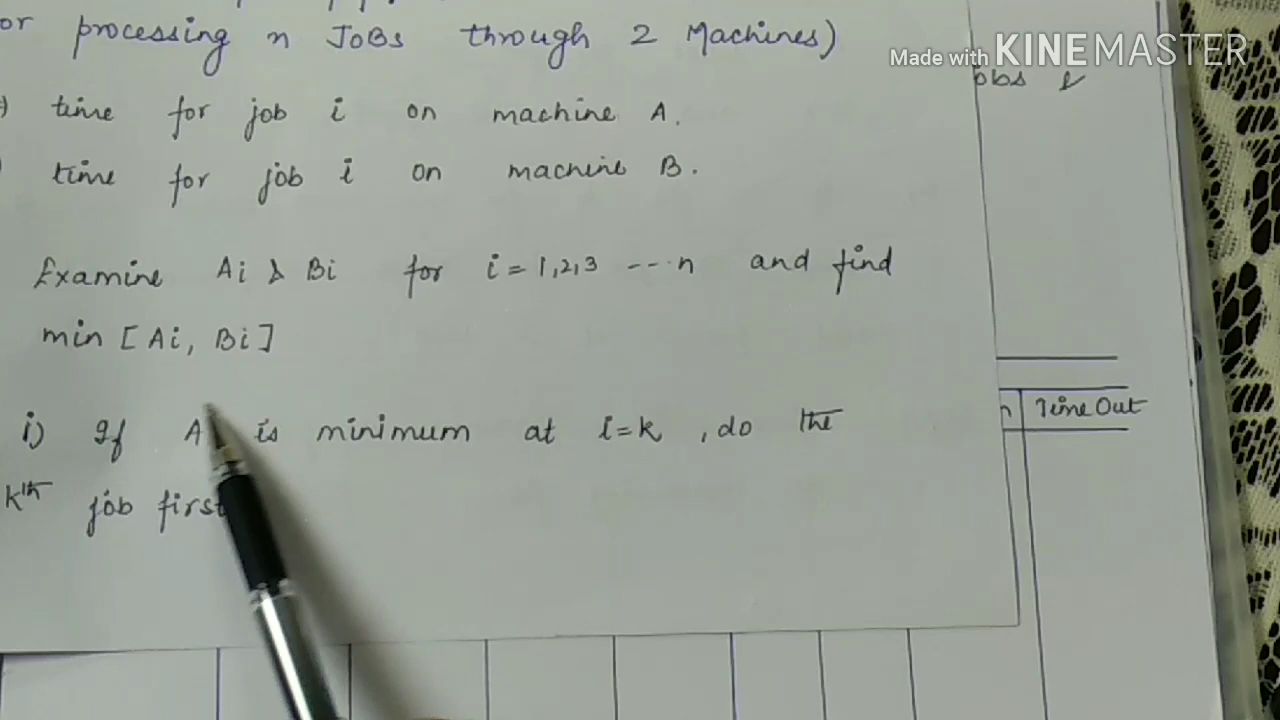 or processing n JOBS through 2 Machines)
Made with KINEMASTER
obs &
time for job i on machine A.
time for job i on machine B.
Examine Ai & Bi for i = 1,2,3 ---n and find
min [Ai, Bi]
Time Out
i) If A is minimum at i=k , do the
kth job first